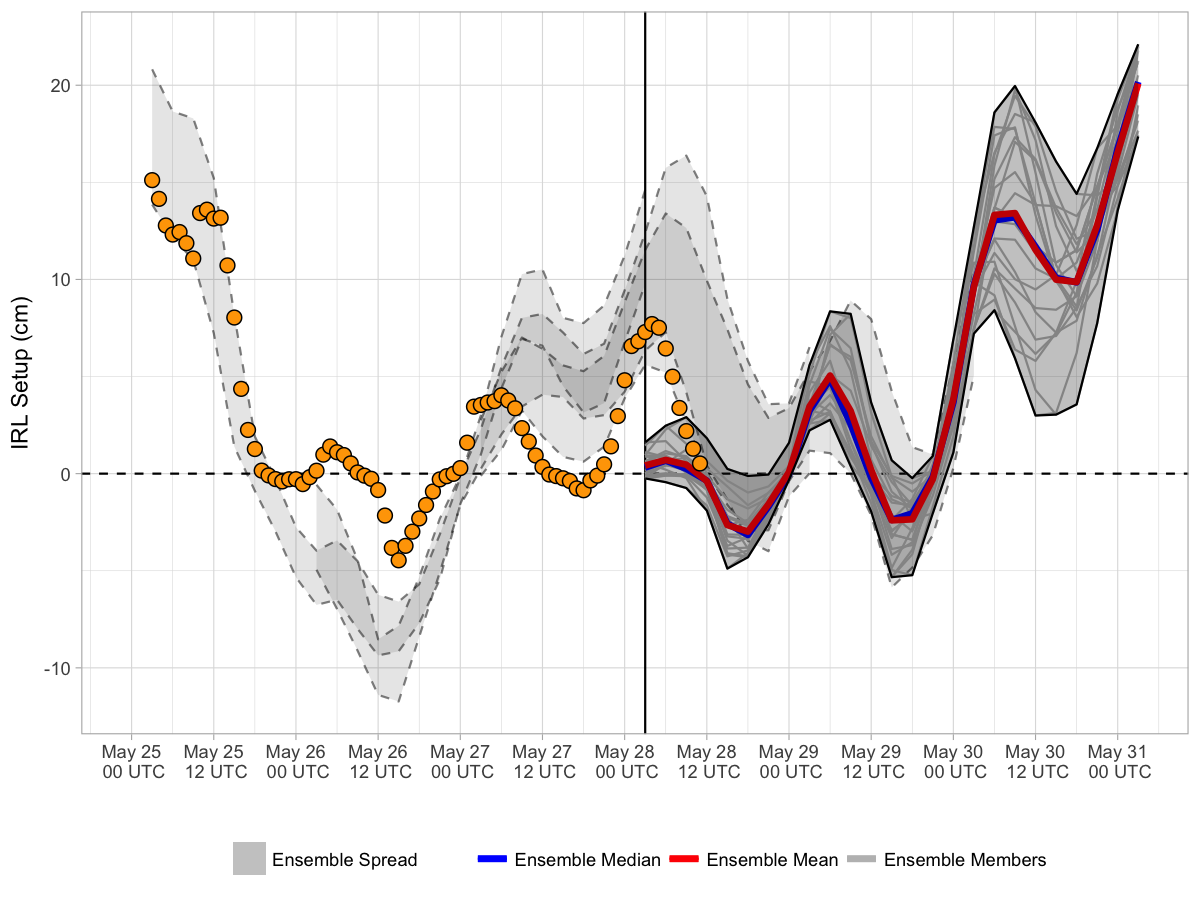 IRL Setup (cm)
20
10
0
-10
May 25 May 25 May 26 May 26 May 27 May 27 May 28 May 28 May 29 May 29 May 30 May 30 May 31
00 UTC 12 UTC 00 UTC 12 UTC 00 UTC 12 UTC 00 UTC 12 UTC 00 UTC 12 UTC 00 UTC 12 UTC 00 UTC
Ensemble Spread Ensemble Median Ensemble Mean Ensemble Members